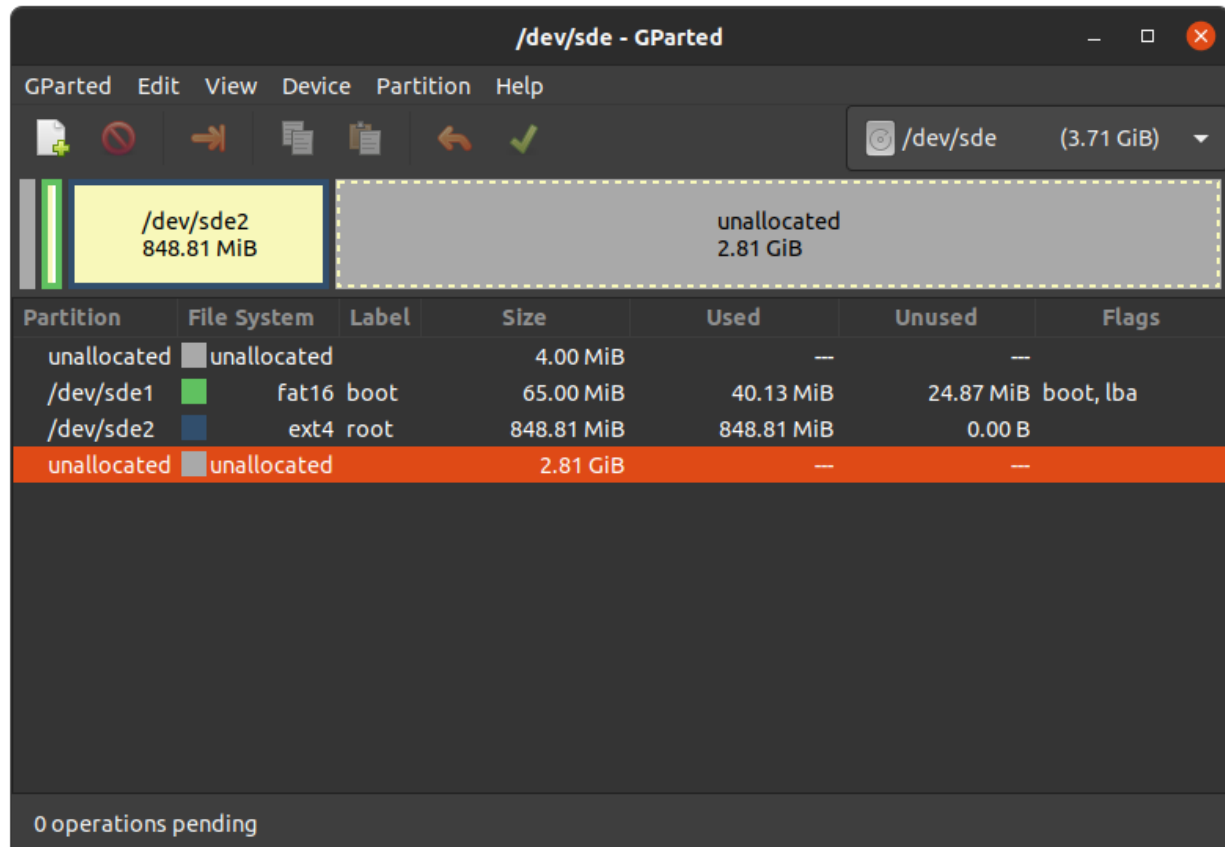 /dev/sde - GParted
GParted Edit View Device Partition Help
/dev/sde (3.71 GiB)
/dev/sde2
848.81 MiB
unallocated
2.81 GiB
Partition File System Label Size Used Unused Flags
unallocated unallocated 4.00 MiB --- ---
/dev/sde1 fat16 boot 65.00 MiB 40.13 MiB 24.87 MiB boot, lba
/dev/sde2 ext4 root 848.81 MiB 848.81 MiB 0.00 B
unallocated unallocated 2.81 GiB --- ---
0 operations pending